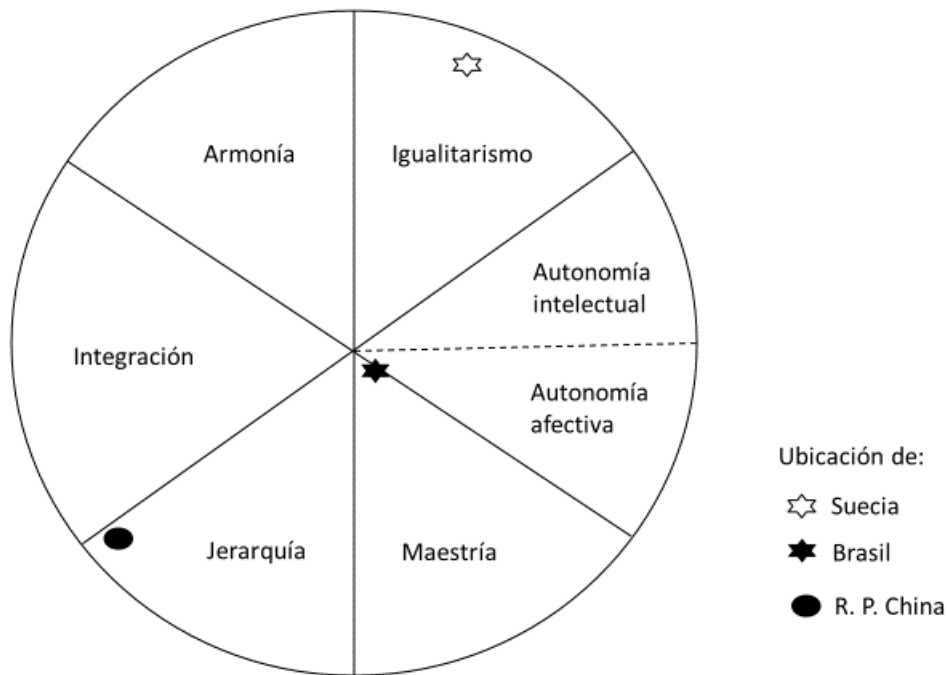 Armonía
Igualitarismo
Autonomía
intelectual
Integración
Autonomía
afectiva
Jerarquía
Maestría
Ubicación de:
Suecia
Brasil
R. P. China